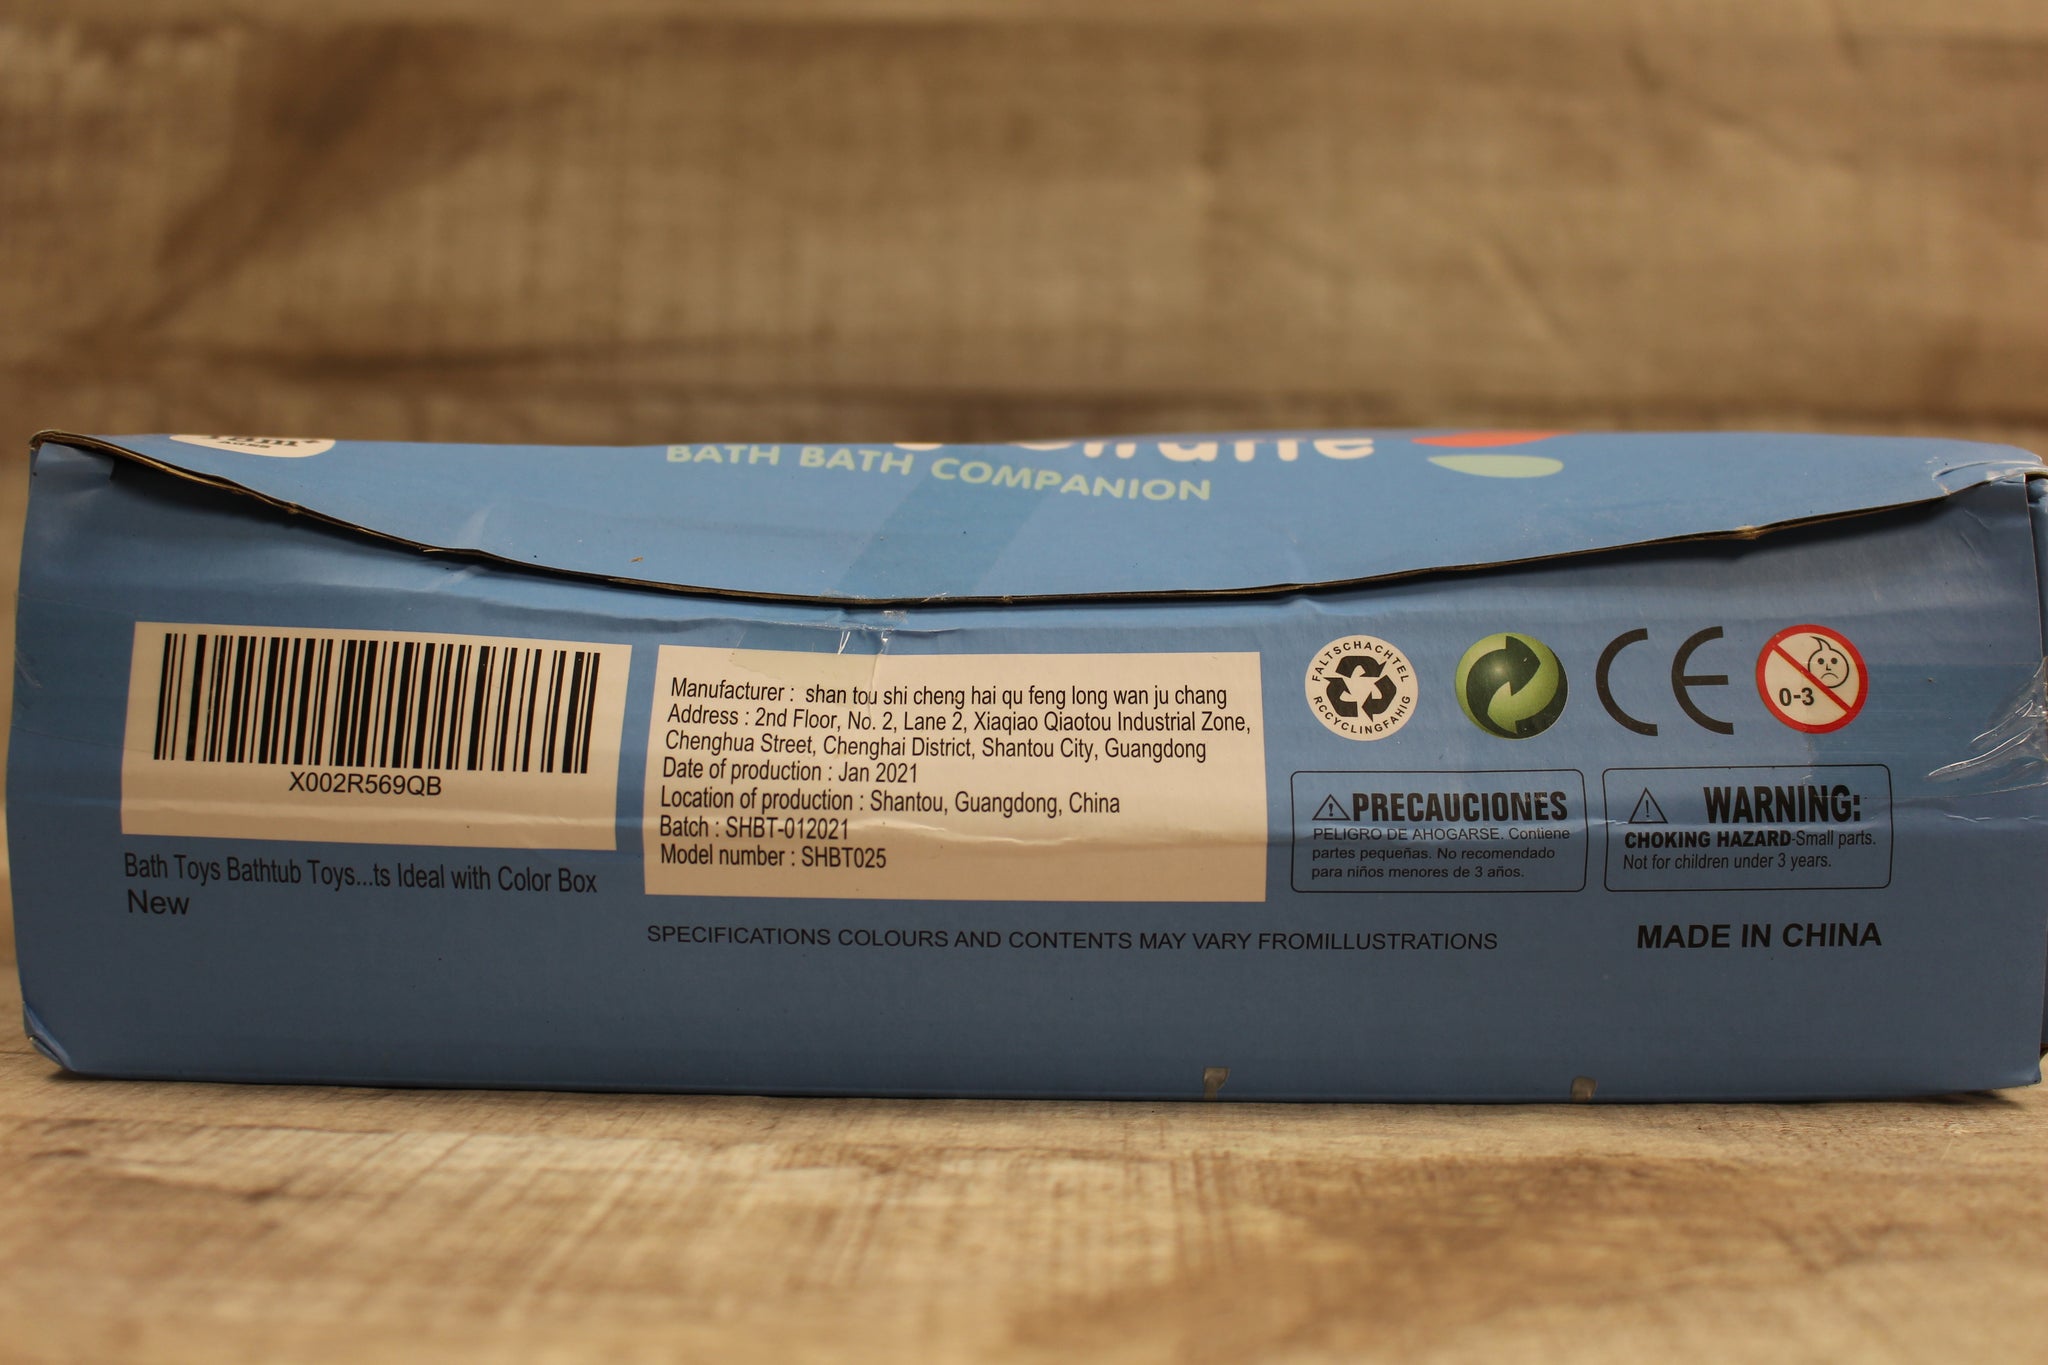 BATH BATH COMPANION
X002R569QB
Bath Toys Bathtub Toys...ts Ideal with Color Box
New
Manufacturer : shan tou shi cheng hai qu feng long wan ju chang
Address : 2nd Floor, No. 2, Lane 2, Xiaqiao Qiaotou Industrial Zone,
Chenghua Street, Chenghai District, Shantou City, Guangdong
Date of production : Jan 2021
Location of production : Shantou, Guangdong, China
Batch : SHBT-012021
Model number : SHBT025
FALTSCHACHTEL
RCCYCLINGFAHIG
CE
0-3
PRECAUCIONES
PELIGRO DE AHOGARSE. Contiene
partes pequeñas. No recomendado
para niños menores de 3 años.
WARNING:
CHOKING HAZARD-Small parts.
Not for children under 3 years.
SPECIFICATIONS COLOURS AND CONTENTS MAY VARY FROMILLUSTRATIONS
MADE IN CHINA